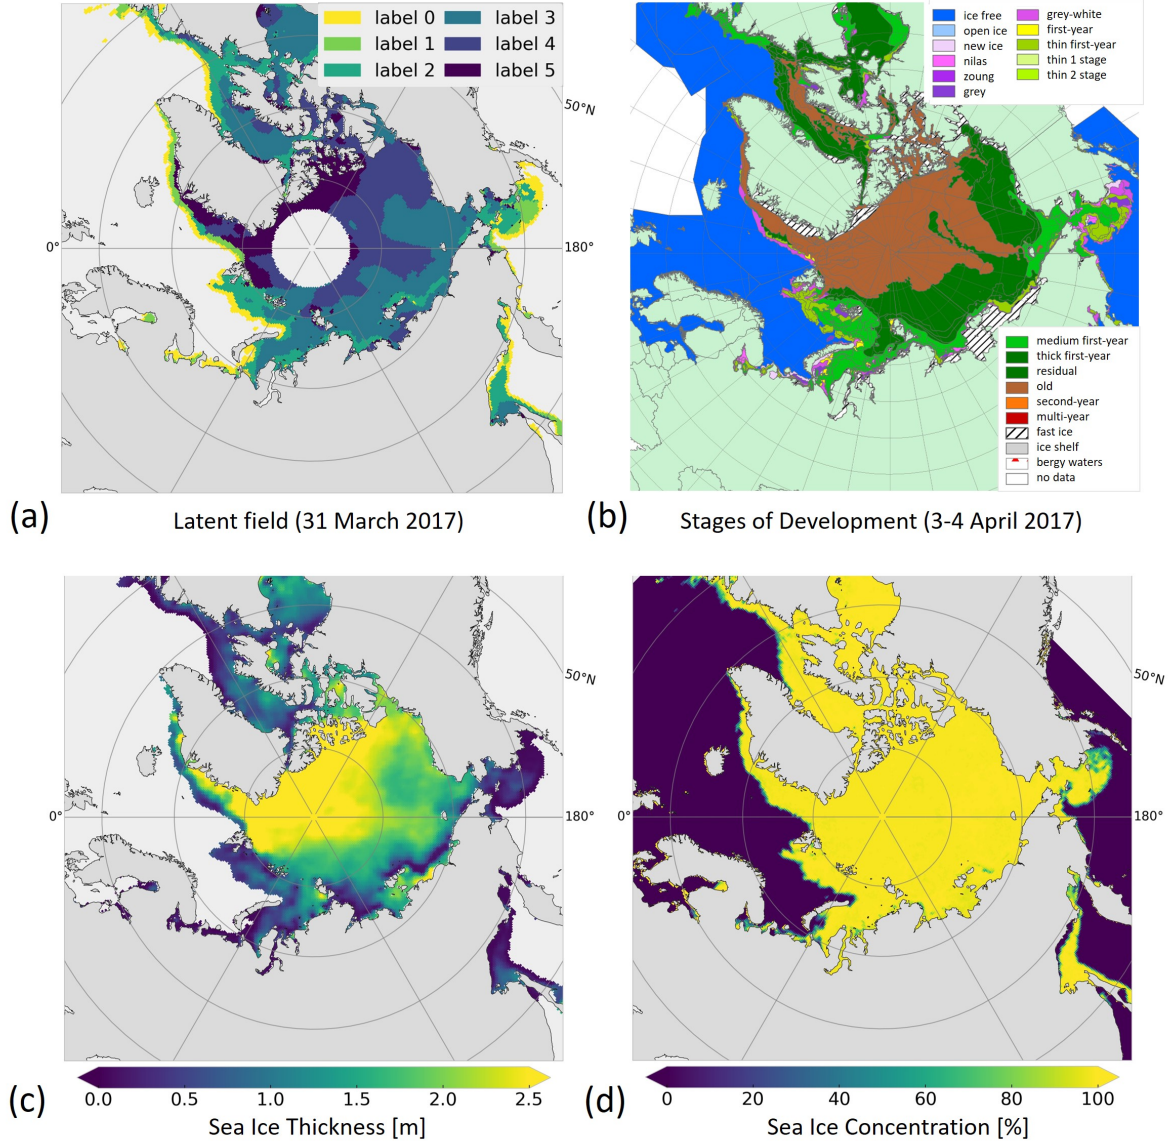 label 0
label 3
label 1
label 4
label 2
label 5
50°N
0°
180°
(a)
Latent field (31 March 2017)
ice free
open ice
new ice
nilas
zoung
grey
grey-white
first-year
thin first-year
thin 1 stage
thin 2 stage
medium first-year
thick first-year
residual
old
second-year
multi-year
fast ice
ice shelf
bergy waters
no data
(b)
Stages of Development (3-4 April 2017)
50°N
0°
180°
0.0 0.5 1.0 1.5 2.0 2.5
(c)
Sea Ice Thickness [m]
50°N
0°
180°
0 20 40 60 80 100
(d)
Sea Ice Concentration [%]